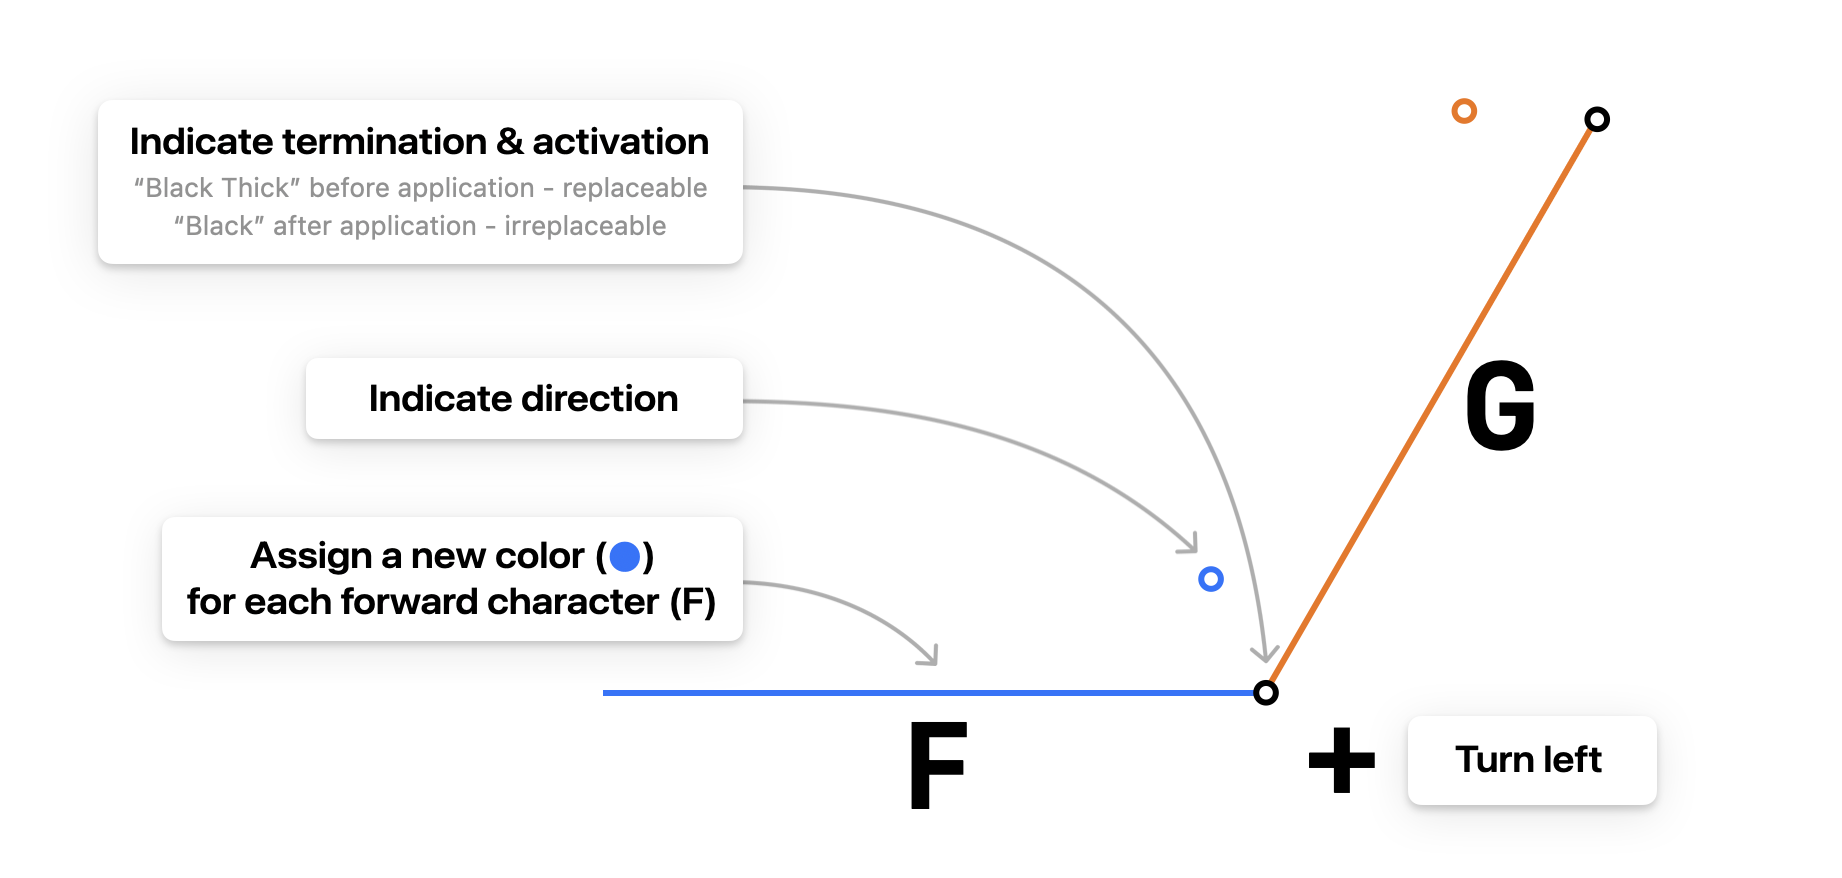 Indicate termination & activation
“Black Thick” before application - replaceable
“Black” after application - irreplaceable
Indicate direction
G
Assign a new color ( )
for each forward character (F)
F
+
Turn left